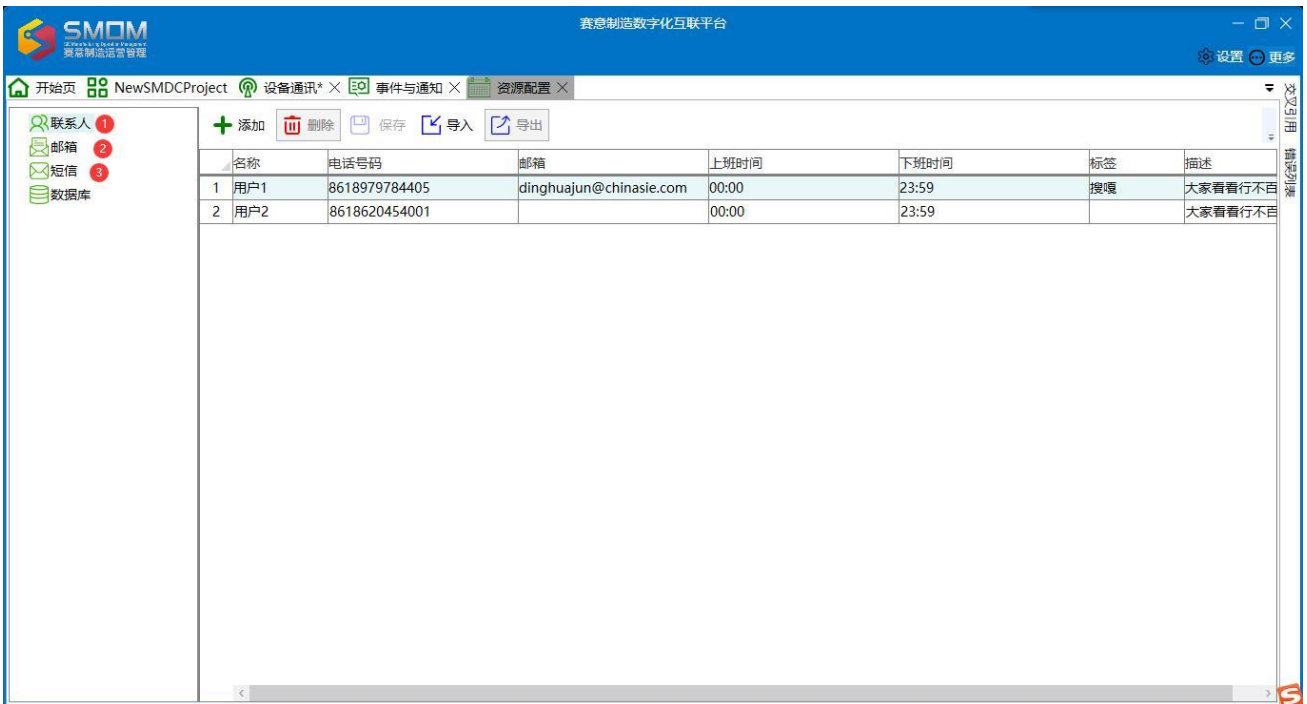 赛意制造数字化互联平台
SMOM
赛意制造运营管理
设置 更多
开始页 NewSMDCProject 设备通讯* 事件与通知 资源配置
交叉引用
错误列表
联系人 1
邮箱 2
短信 3
数据库
添加 删除 保存 导入 导出
名称 电话号码 邮箱 上班时间 下班时间 标签 描述
1 用户1 8618979784405 dinghuajun@chinasie.com 00:00 23:59 搜嘎 大家看看行不百
2 用户2 8618620454001 00:00 23:59 大家看看行不百